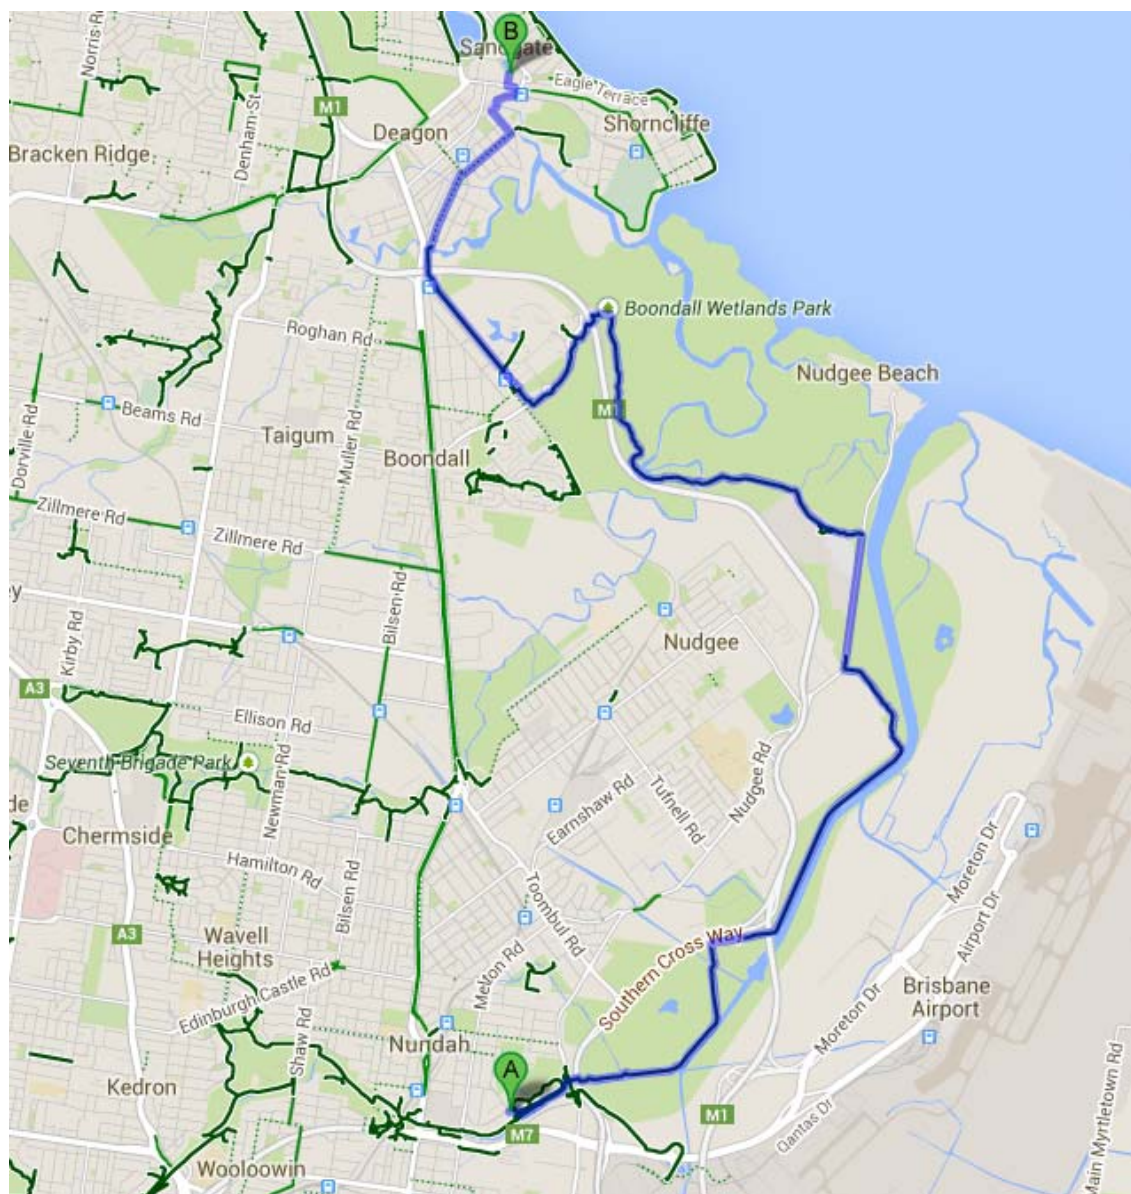 Norris Rd
B
Sandgate
Eagle Terrace
M1
Denham St
Deagon
Shorncliffe
Bracken Ridge
Boondall Wetlands Park
Roghan Rd
Nudgee Beach
Beams Rd
M1
Dorville Rd
Taigum
Muller Rd
Boondall
Zillmere Rd
Zillmere Rd
Bilsen Rd
Kirby Rd
Nudgee
A3
Ellison Rd
Seventh Brigade Park
Newman Rd
Nudgee Rd
Earnshaw Rd
Tufnell Rd
de
Chermside
Hamilton Rd
Bilsen Rd
Toombul Rd
Moreton Dr
Airport Dr
A3
Wavell
Heights
Melton Rd
Southern Cross Way
Edinburgh Castle Rd
Brisbane
Airport
Moreton Dr
Shaw Rd
Nundah
A
Kedron
M1
Qantas Dr
M7
Main Myrtletown Rd
Wooloowin